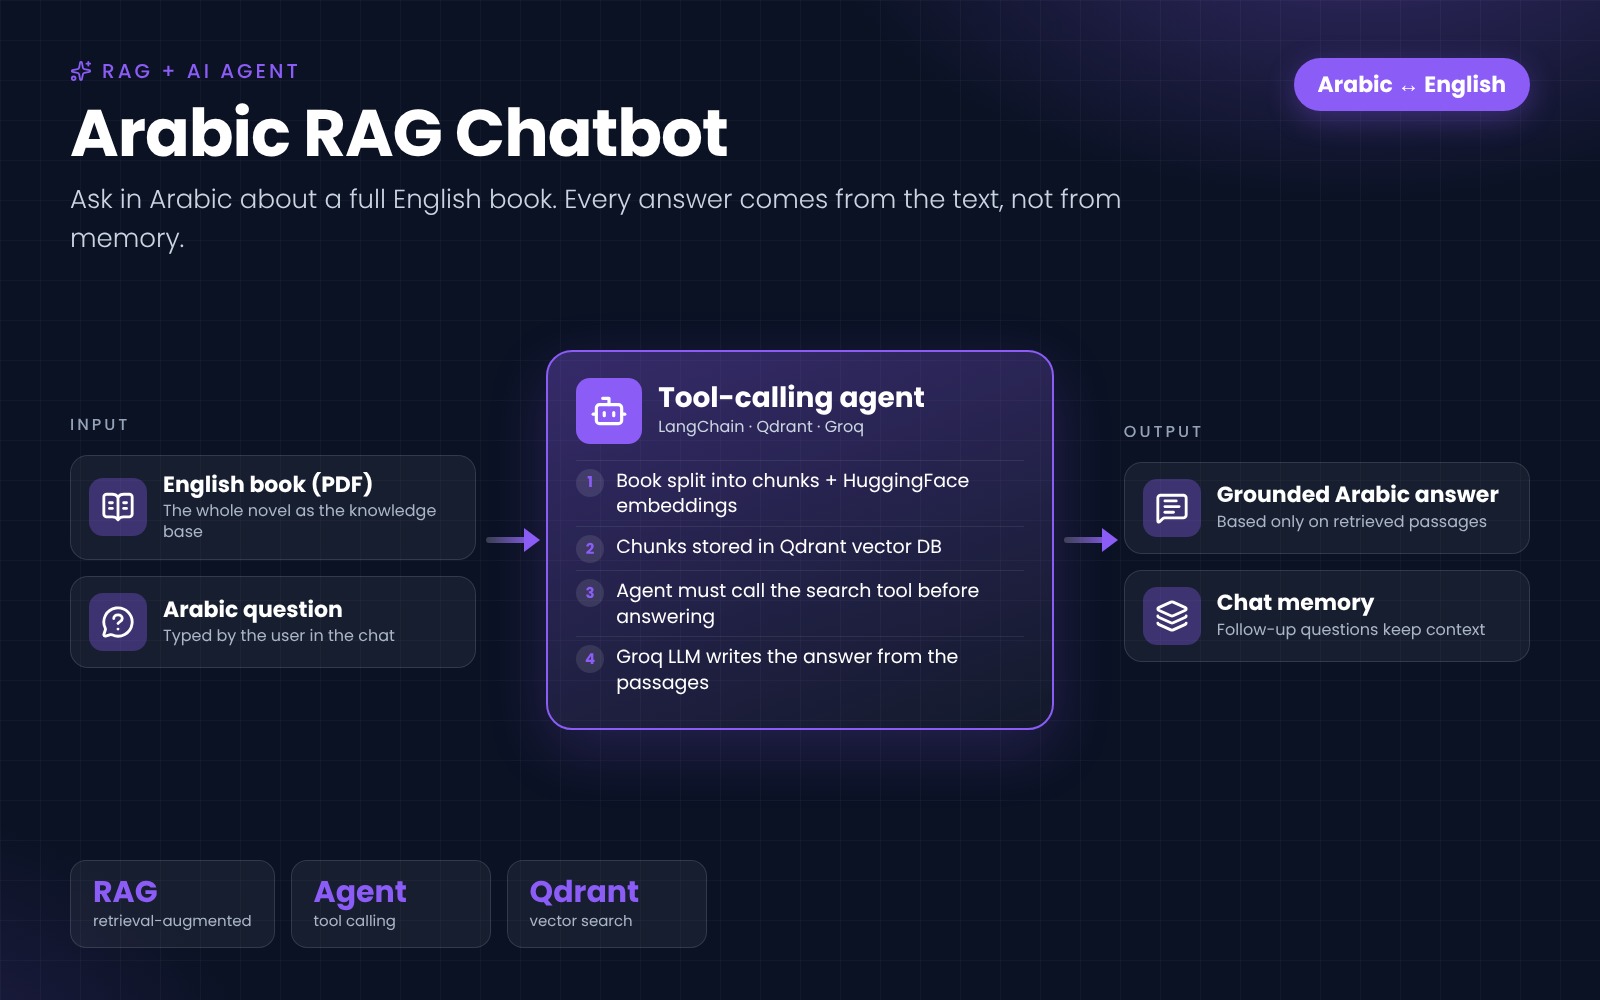 RAG + AI AGENT
Arabic RAG Chatbot
Ask in Arabic about a full English book. Every answer comes from the text, not from
memory.
Arabic ↔ English
INPUT
English book (PDF)
The whole novel as the knowledge
base
Arabic question
Typed by the user in the chat
Tool-calling agent
LangChain · Qdrant · Groq
1 Book split into chunks + HuggingFace
embeddings
2 Chunks stored in Qdrant vector DB
3 Agent must call the search tool before
answering
4 Groq LLM writes the answer from the
passages
OUTPUT
Grounded Arabic answer
Based only on retrieved passages
Chat memory
Follow-up questions keep context
RAG
retrieval-augmented
Agent
tool calling
Qdrant
vector search